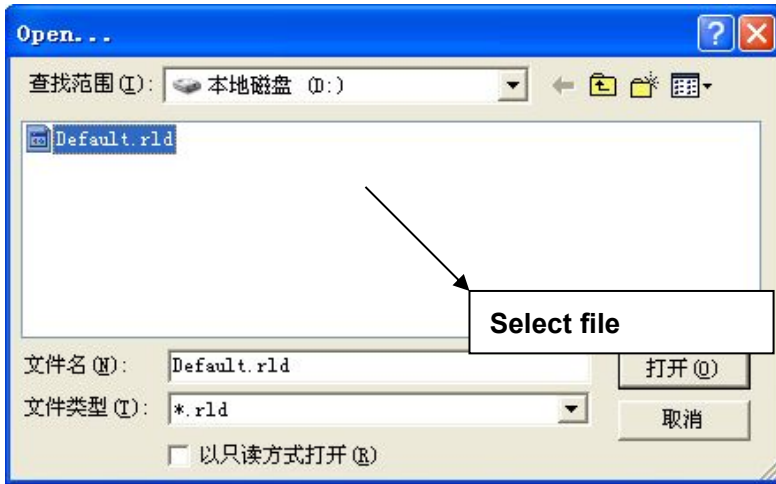 Open...
查找范围(I): 本地磁盘 (D:)
Default.rld
Select file
文件名(N): Default.rld 打开(O)
文件类型(T): *.rld 取消
以只读方式打开(R)